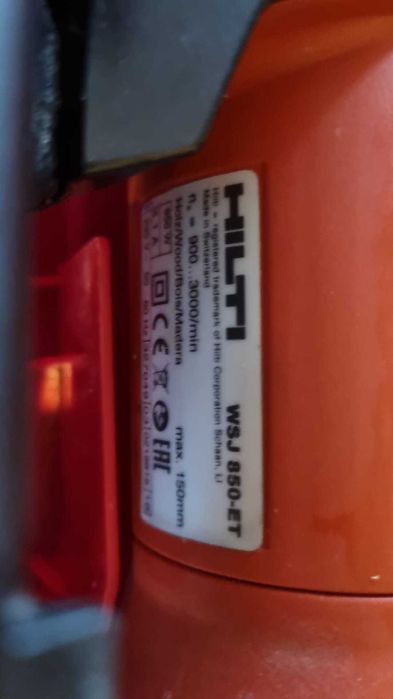 HILTI WSJ 850-ET
Hilti = registered trademark of Hilti Corporation Schaan, LI
Made in Switzerland
n₀ = 900...3000/min
Holz/Wood/Bois/Madera max. 150mm
CE EAC